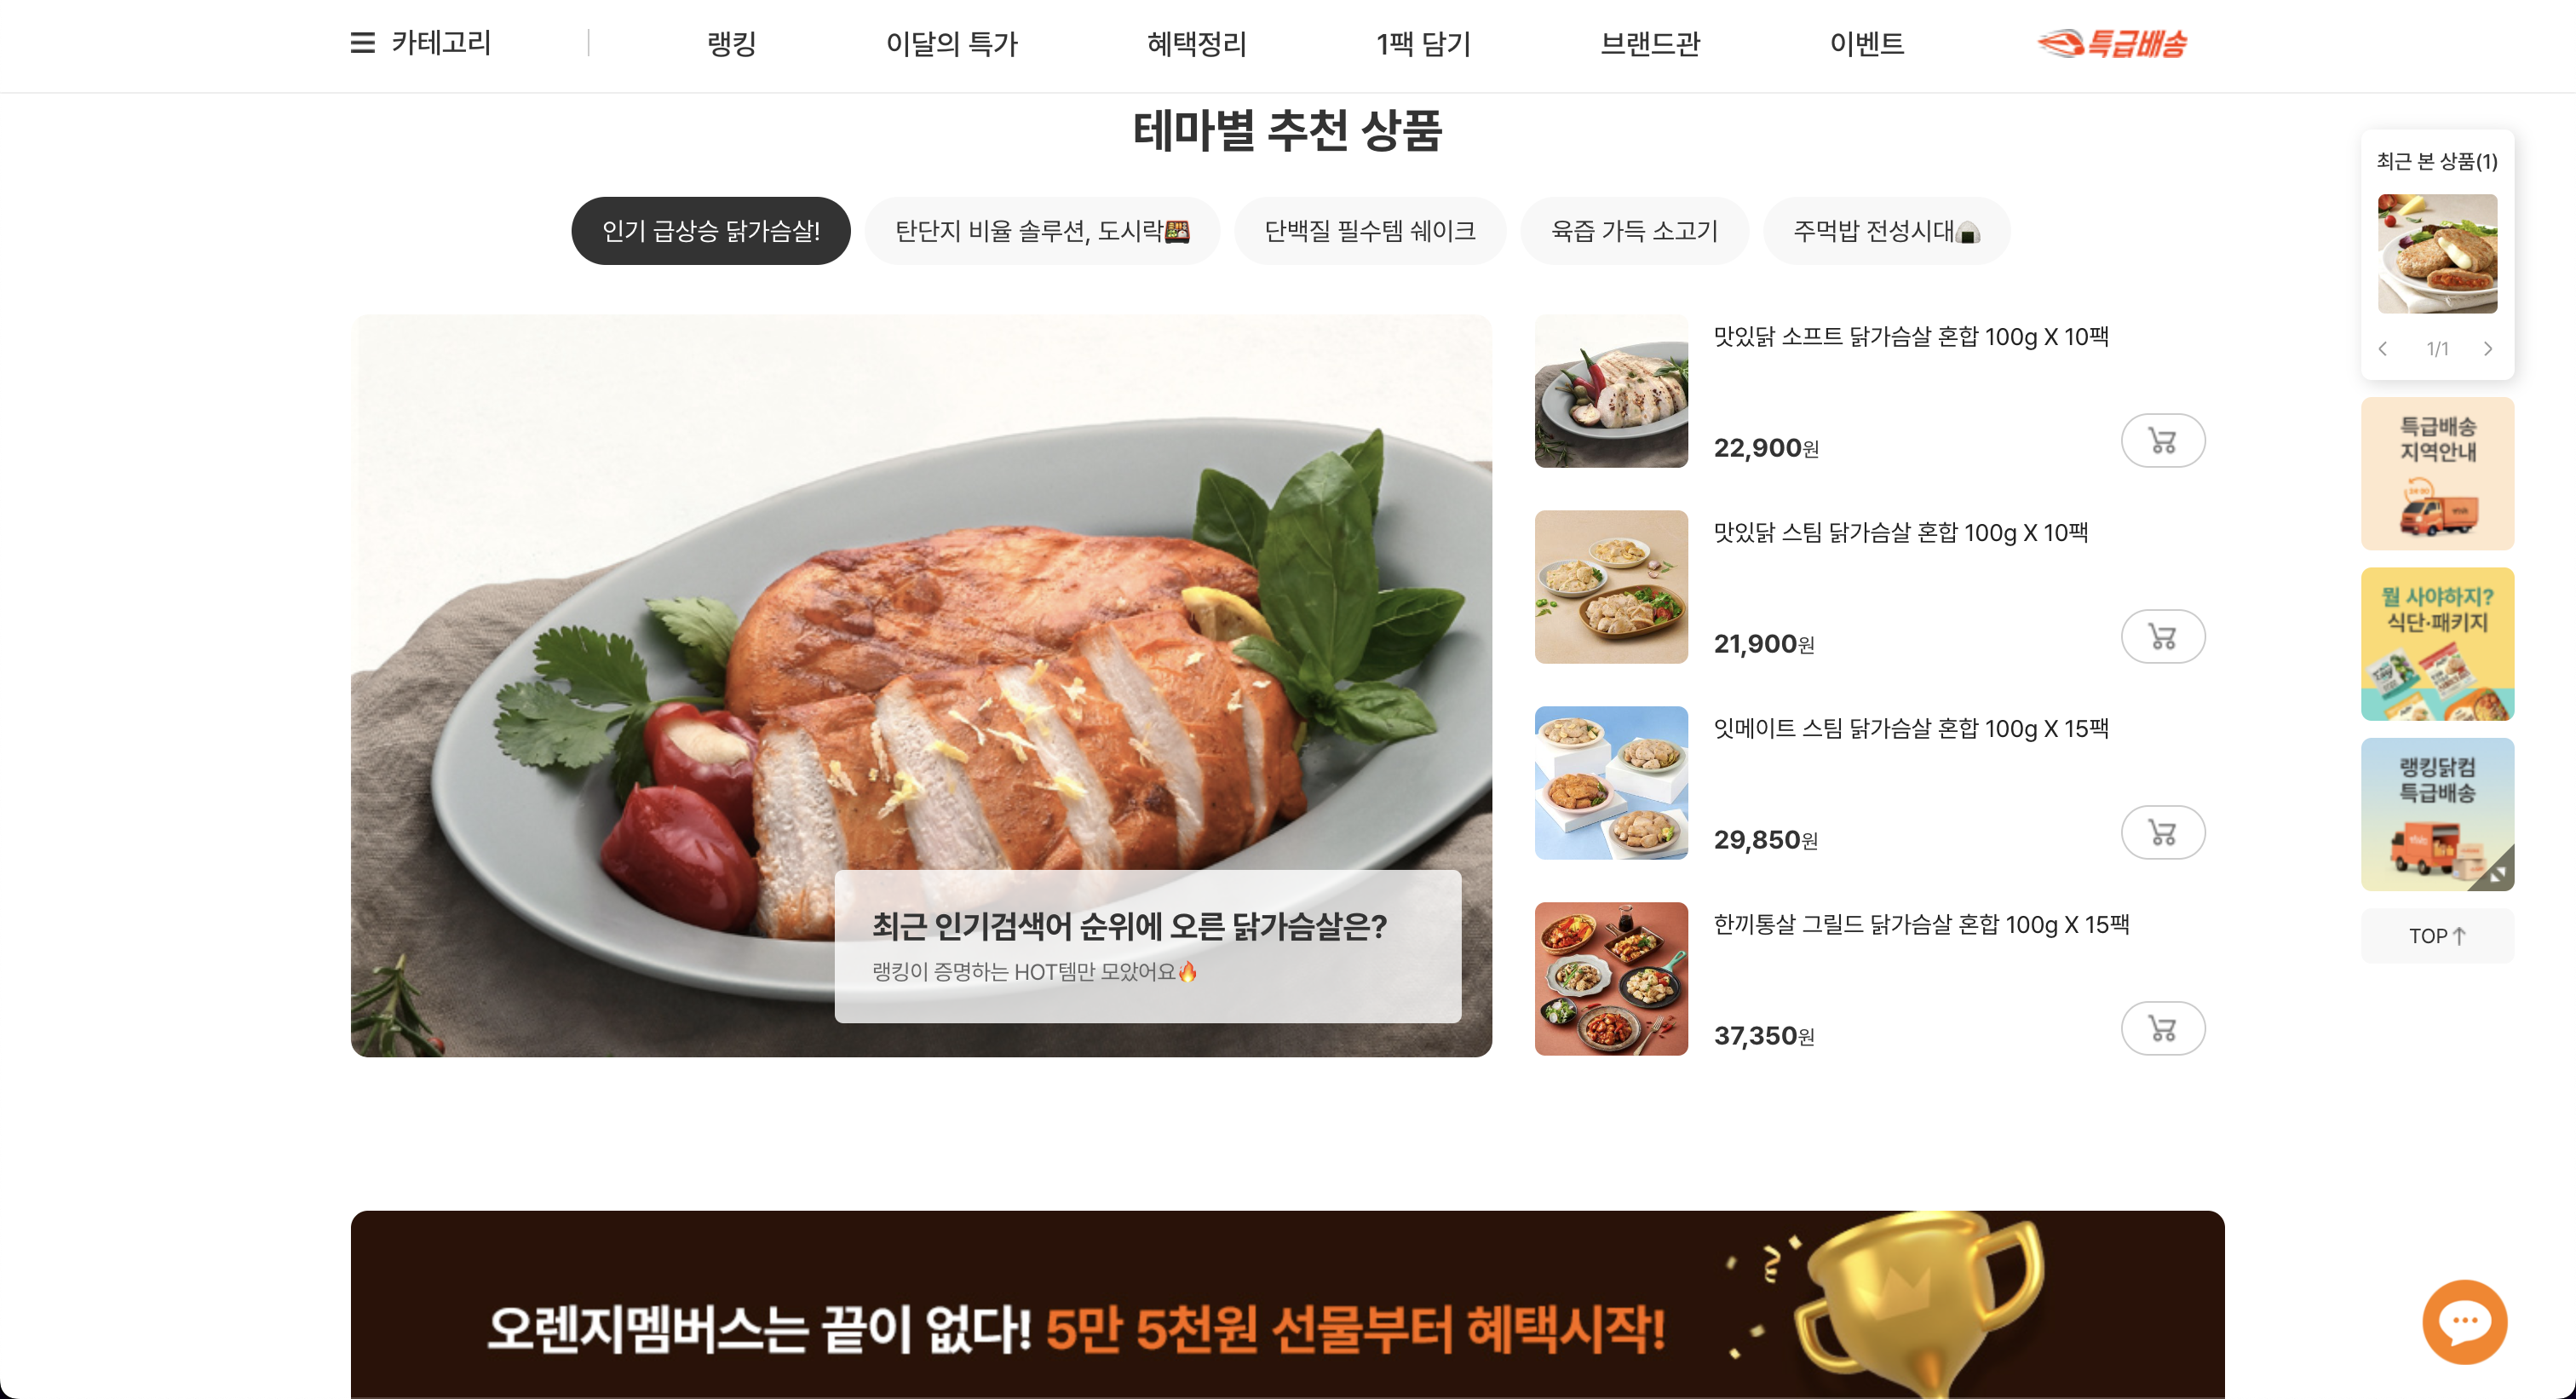 카테고리
랭킹
이달의 특가
혜택정리
1팩 담기
브랜드관
이벤트
특급배송
테마별 추천 상품
인기 급상승 닭가슴살!
탄단지 비율 솔루션, 도시락🍱
단백질 필수템 쉐이크
육즙 가득 소고기
주먹밥 전성시대🍙
최근 인기검색어 순위에 오른 닭가슴살은?
랭킹이 증명하는 HOT템만 모았어요🔥
맛있닭 소프트 닭가슴살 혼합 100g X 10팩
22,900원
맛있닭 스팀 닭가슴살 혼합 100g X 10팩
21,900원
잇메이트 스팀 닭가슴살 혼합 100g X 15팩
29,850원
한끼통살 그릴드 닭가슴살 혼합 100g X 15팩
37,350원
최근 본 상품(1)
1/1
특급배송
지역안내
뭘 사야하지?
식단·패키지
랭킹닭컴
특급배송
TOP↑
오렌지멤버스는 끝이 없다! 5만 5천원 선물부터 혜택시작!